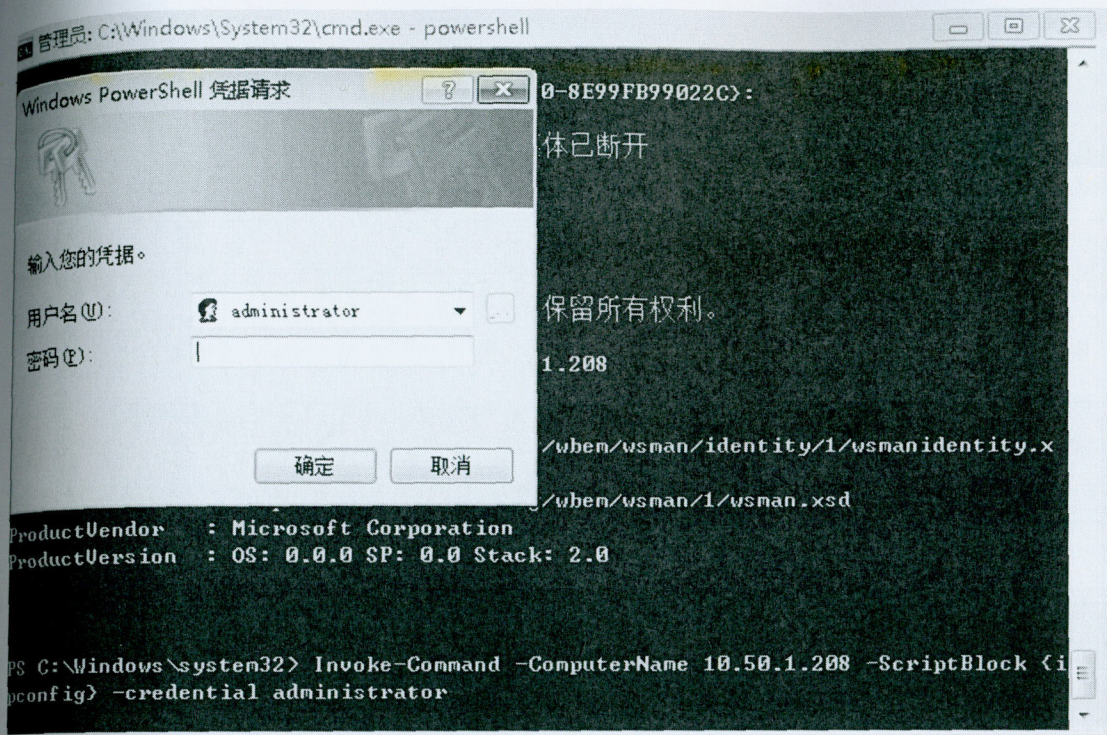 管理员: C:\Windows\System32\cmd.exe - powershell
Windows PowerShell 凭据请求
0-8E99FB99022C}:
体已断开
输入您的凭据。
用户名(U):
administrator
保留所有权利。
密码(P):
1.208
/wbem/wsman/identity/1/wsmanidentity.x
确定
取消
/wbem/wsman/1/wsman.xsd
ProductVendor : Microsoft Corporation
ProductVersion : OS: 0.0.0 SP: 0.0 Stack: 2.0
PS C:\Windows\system32> Invoke-Command -ComputerName 10.50.1.208 -ScriptBlock {i
pconfig} -credential administrator